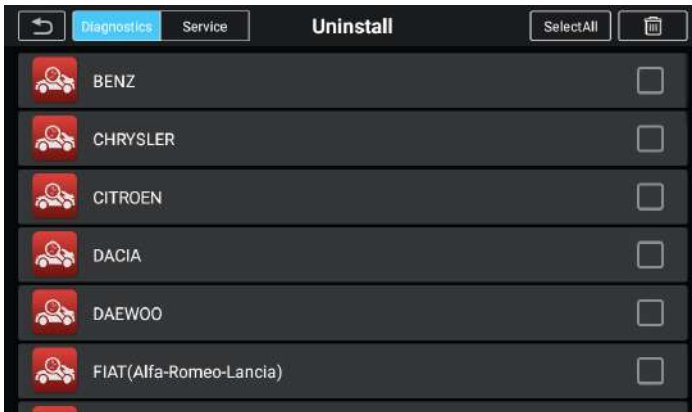 Diagnostics Service Uninstall SelectAll
BENZ
CHRYSLER
CITROEN
DACIA
DAEWOO
FIAT(Alfa-Romeo-Lancia)